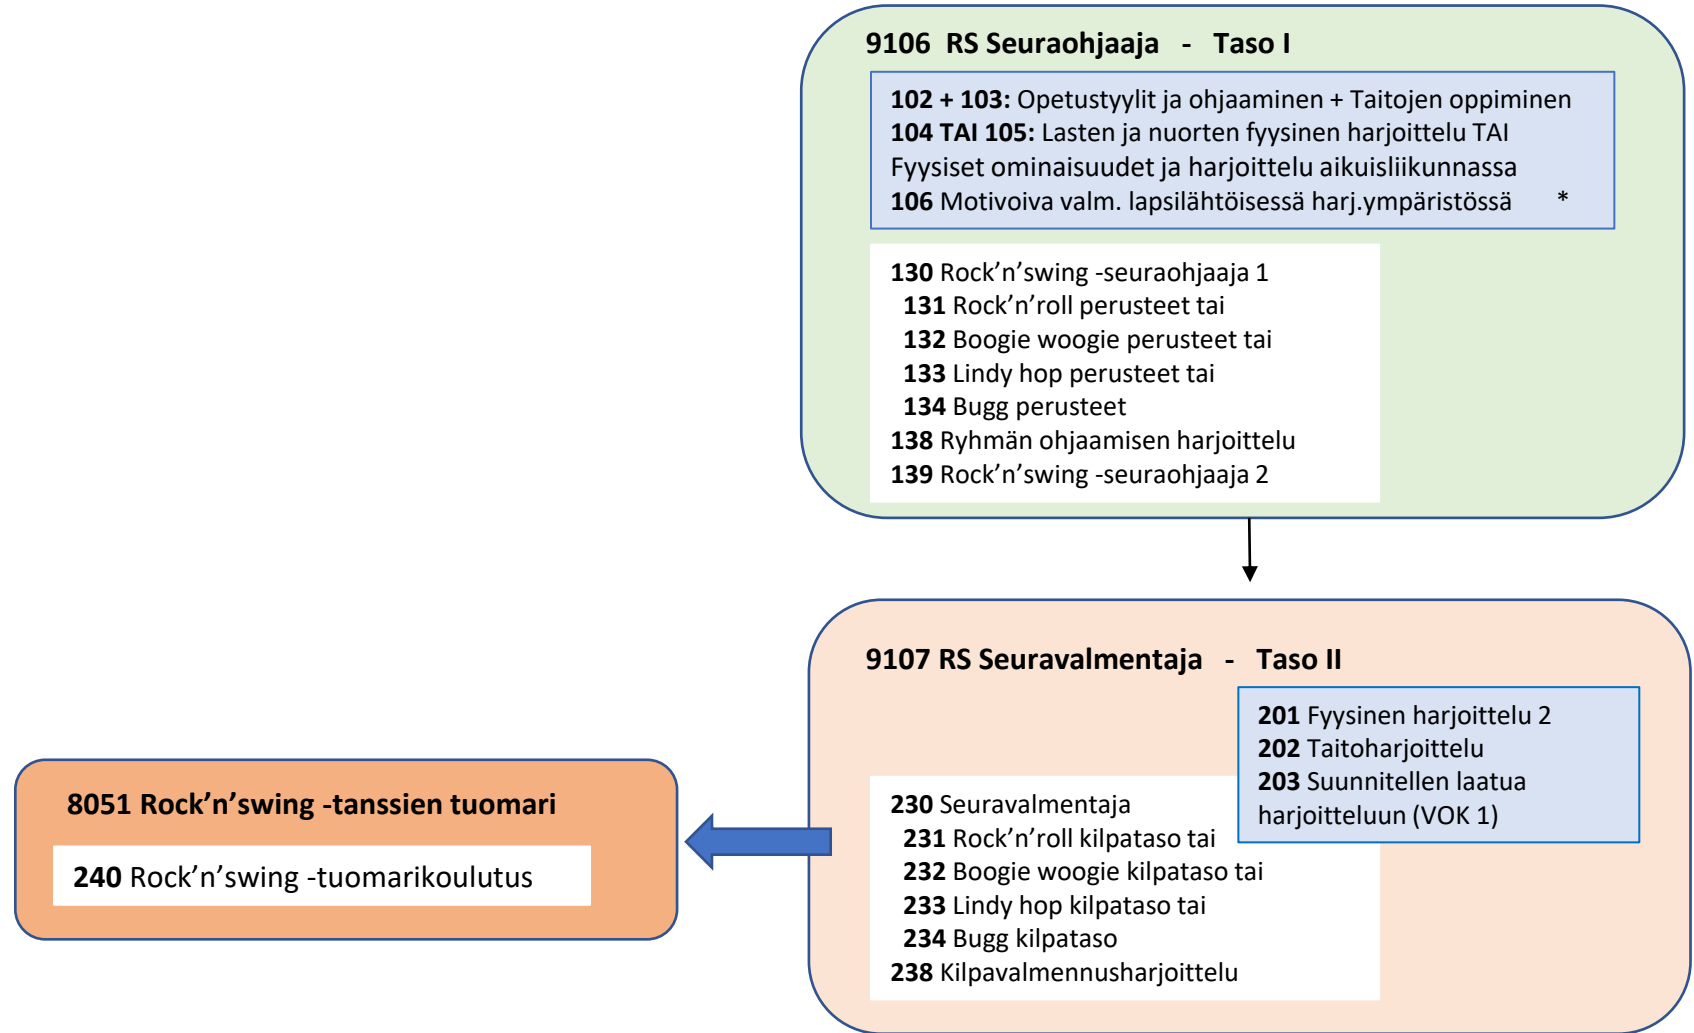 9106 RS Seuraohjaaja - Taso I
102 + 103: Opetustyylit ja ohjaaminen + Taitojen oppiminen
104 TAI 105: Lasten ja nuorten fyysinen harjoittelu TAI
Fyysiset ominaisuudet ja harjoittelu aikuisliikunnassa
106 Motivoiva valm. lapsilähtöisessä harj.ympäristössä *
130 Rock’n’swing -seuraohjaaja 1
131 Rock’n’roll perusteet tai
132 Boogie woogie perusteet tai
133 Lindy hop perusteet tai
134 Bugg perusteet
138 Ryhmän ohjaamisen harjoittelu
139 Rock’n’swing -seuraohjaaja 2
9107 RS Seuravalmentaja - Taso II
201 Fyysinen harjoittelu 2
202 Taitoharjoittelu
203 Suunnitellen laatua
harjoitteluun (VOK 1)
230 Seuravalmentaja
231 Rock’n’roll kilpataso tai
232 Boogie woogie kilpataso tai
233 Lindy hop kilpataso tai
234 Bugg kilpataso
238 Kilpavalmennusharjoittelu
8051 Rock’n’swing -tanssien tuomari
240 Rock’n’swing -tuomarikoulutus